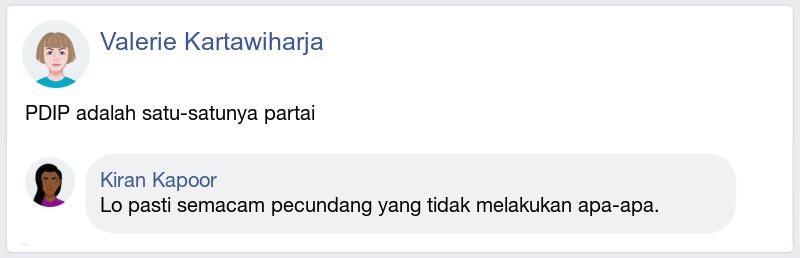 Valerie Kartawiharja
PDIP adalah satu-satunya partai
Kiran Kapoor
Lo pasti semacam pecundang yang tidak melakukan apa-apa.